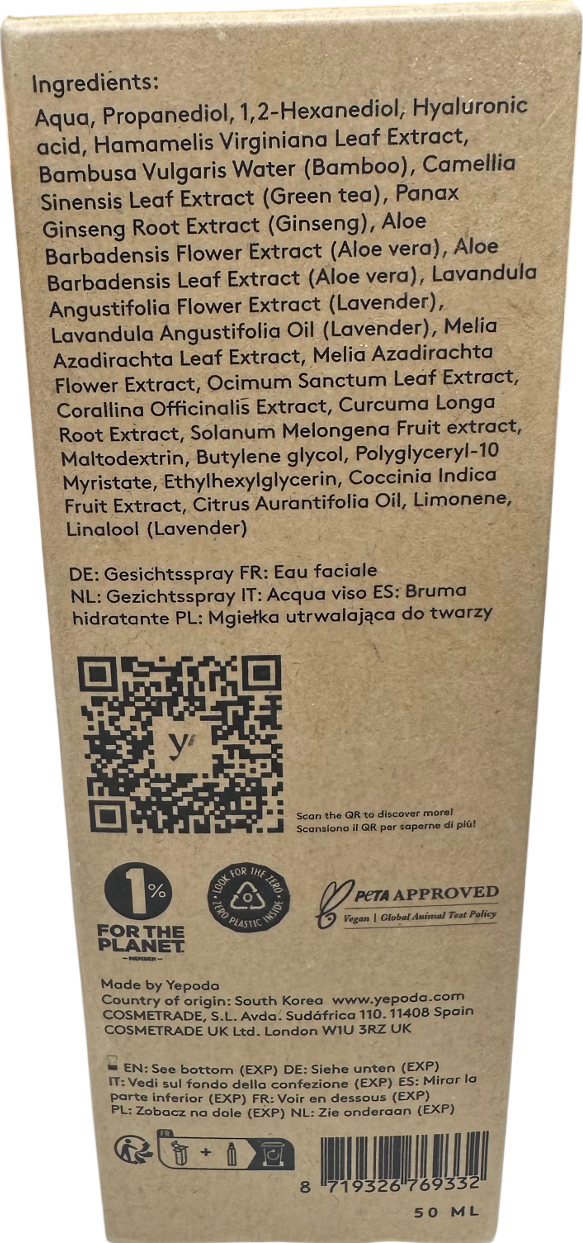 Ingredients:
Aqua, Propanediol, 1,2-Hexanediol, Hyaluronic
acid, Hamamelis Virginiana Leaf Extract,
Bambusa Vulgaris Water (Bamboo), Camellia
Sinensis Leaf Extract (Green tea), Panax
Ginseng Root Extract (Ginseng), Aloe
Barbadensis Flower Extract (Aloe vera), Aloe
Barbadensis Leaf Extract (Aloe vera), Lavandula
Angustifolia Flower Extract (Lavender),
Lavandula Angustifolia Oil (Lavender), Melia
Azadirachta Leaf Extract, Melia Azadirachta
Flower Extract, Ocimum Sanctum Leaf Extract,
Corallina Officinalis Extract, Curcuma Longa
Root Extract, Solanum Melongena Fruit extract,
Maltodextrin, Butylene glycol, Polyglyceryl-10
Myristate, Ethylhexylglycerin, Coccinia Indica
Fruit Extract, Citrus Aurantifolia Oil, Limonene,
Linalool (Lavender)
DE: Gesichtsspray FR: Eau faciale
NL: Gezichtsspray IT: Acqua viso ES: Bruma
hidratante PL: Mgiełka utrwalająca do twarzy
y
Scan the QR to discover more!
Scansiona il QR per saperne di più!
1%
FOR THE
PLANET
MEMBER
LOOK FOR THE ZERO
0
ZERO PLASTIC INSIDE
PETA APPROVED
Vegan | Global Animal Test Policy
Made by Yepoda
Country of origin: South Korea www.yepoda.com
COSMETRADE, S.L. Avda. Sudáfrica 110. 11408 Spain
COSMETRADE UK Ltd. London W1U 3RZ UK
EN: See bottom (EXP) DE: Siehe unten (EXP)
IT: Vedi sul fondo della confezione (EXP) ES: Mirar la
parte inferior (EXP) FR: Voir en dessous (EXP)
PL: Zobacz na dole (EXP) NL: Zie onderaan (EXP)
FR
+
8 719326 769332
50 ML